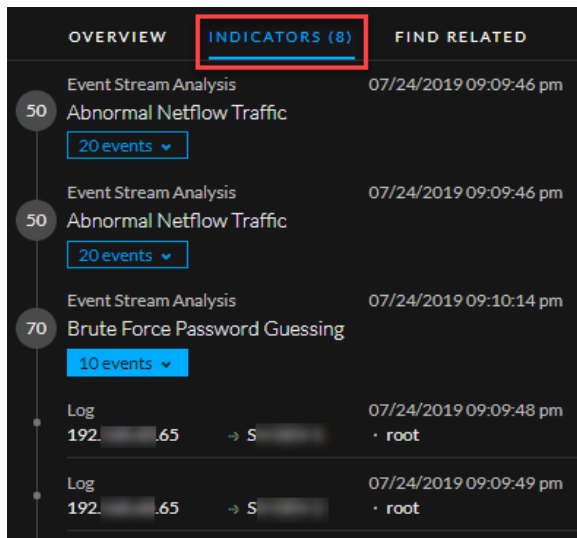 OVERVIEW INDICATORS (8) FIND RELATED
Event Stream Analysis 07/24/2019 09:09:46 pm
50 Abnormal Netflow Traffic
20 events
Event Stream Analysis 07/24/2019 09:09:46 pm
50 Abnormal Netflow Traffic
20 events
Event Stream Analysis 07/24/2019 09:10:14 pm
70 Brute Force Password Guessing
10 events
Log 07/24/2019 09:09:48 pm
192. .65 → S · root
Log 07/24/2019 09:09:49 pm
192. .65 → S · root